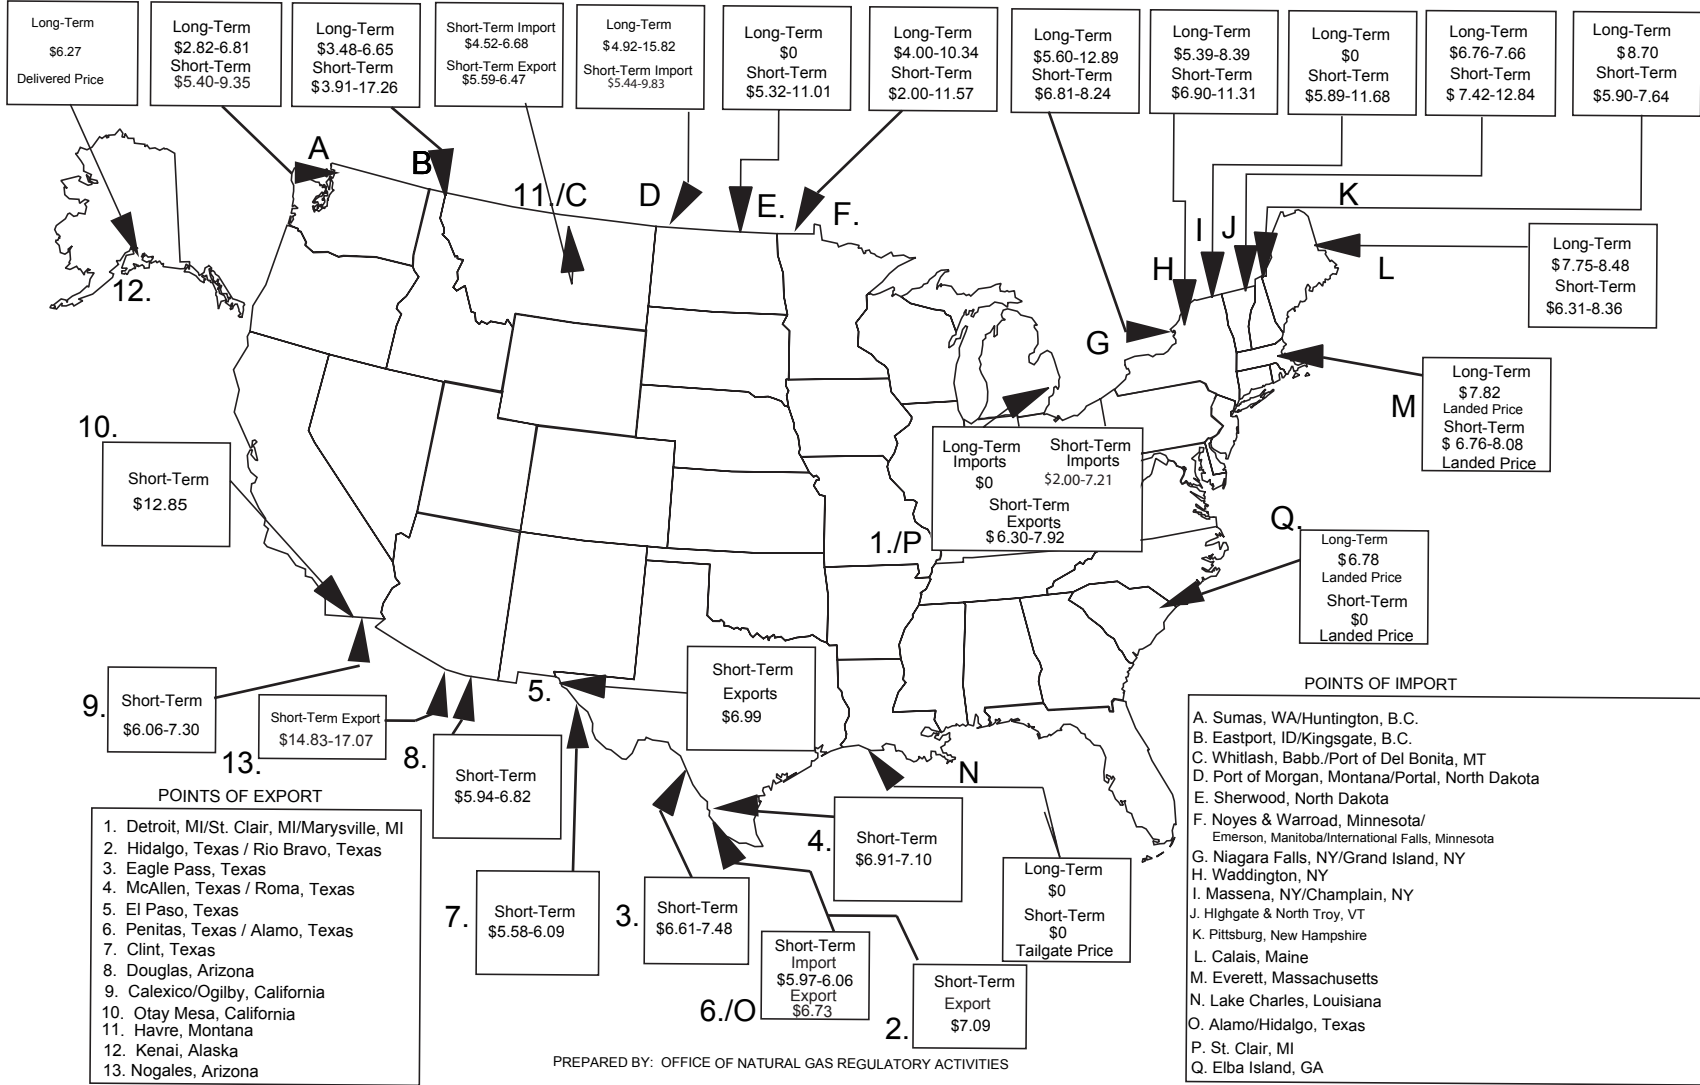 Long-Term
$6.27
Delivered Price
Long-Term
$2.82-6.81
Short-Term
$5.40-9.35
Long-Term
$3.48-6.65
Short-Term
$3.91-17.26
Short-Term Import
$4.52-6.68
Short-Term Export
$5.59-6.47
Long-Term
$4.92-15.82
Short-Term Import
$5.44-9.83
Long-Term
$0
Short-Term
$5.32-11.01
Long-Term
$4.00-10.34
Short-Term
$2.00-11.57
Long-Term
$5.60-12.89
Short-Term
$6.81-8.24
Long-Term
$5.39-8.39
Short-Term
$6.90-11.31
Long-Term
$0
Short-Term
$5.89-11.68
Long-Term
$6.76-7.66
Short-Term
$ 7.42-12.84
Long-Term
$8.70
Short-Term
$5.90-7.64
A
B
11./C
D
E.
F.
G
H
I
J
K
L
Long-Term
$7.75-8.48
Short-Term
$6.31-8.36
12.
M
Long-Term
$7.82
Landed Price
Short-Term
$ 6.76-8.08
Landed Price
10.
Short-Term
$12.85
Long-Term
Imports
$0
Short-Term
Imports
$2.00-7.21
Short-Term
Exports
$6.30-7.92
1./P
Q.
Long-Term
$6.78
Landed Price
Short-Term
$0
Landed Price
9.
Short-Term
$6.06-7.30
13.
Short-Term Export
$14.83-17.07
8.
Short-Term
$5.94-6.82
5.
Short-Term
Exports
$6.99
N
Long-Term
$0
Short-Term
$0
Tailgate Price
4.
Short-Term
$6.91-7.10
7.
Short-Term
$5.58-6.09
3.
Short-Term
$6.61-7.48
6./O
Short-Term
Import
$5.97-6.06
Export
$6.73
2.
Short-Term
Export
$7.09
POINTS OF EXPORT
1. Detroit, MI/St. Clair, MI/Marysville, MI
2. Hidalgo, Texas / Rio Bravo, Texas
3. Eagle Pass, Texas
4. McAllen, Texas / Roma, Texas
5. El Paso, Texas
6. Penitas, Texas / Alamo, Texas
7. Clint, Texas
8. Douglas, Arizona
9. Calexico/Ogilby, California
10. Otay Mesa, California
11. Havre, Montana
12. Kenai, Alaska
13. Nogales, Arizona
POINTS OF IMPORT
A. Sumas, WA/Huntington, B.C.
B. Eastport, ID/Kingsgate, B.C.
C. Whitlash, Babb./Port of Del Bonita, MT
D. Port of Morgan, Montana/Portal, North Dakota
E. Sherwood, North Dakota
F. Noyes & Warroad, Minnesota/
Emerson, Manitoba/International Falls, Minnesota
G. Niagara Falls, NY/Grand Island, NY
H. Waddington, NY
I. Massena, NY/Champlain, NY
J. HIghgate & North Troy, VT
K. Pittsburg, New Hampshire
L. Calais, Maine
M. Everett, Massachusetts
N. Lake Charles, Louisiana
O. Alamo/Hidalgo, Texas
P. St. Clair, MI
Q. Elba Island, GA
PREPARED BY: OFFICE OF NATURAL GAS REGULATORY ACTIVITIES